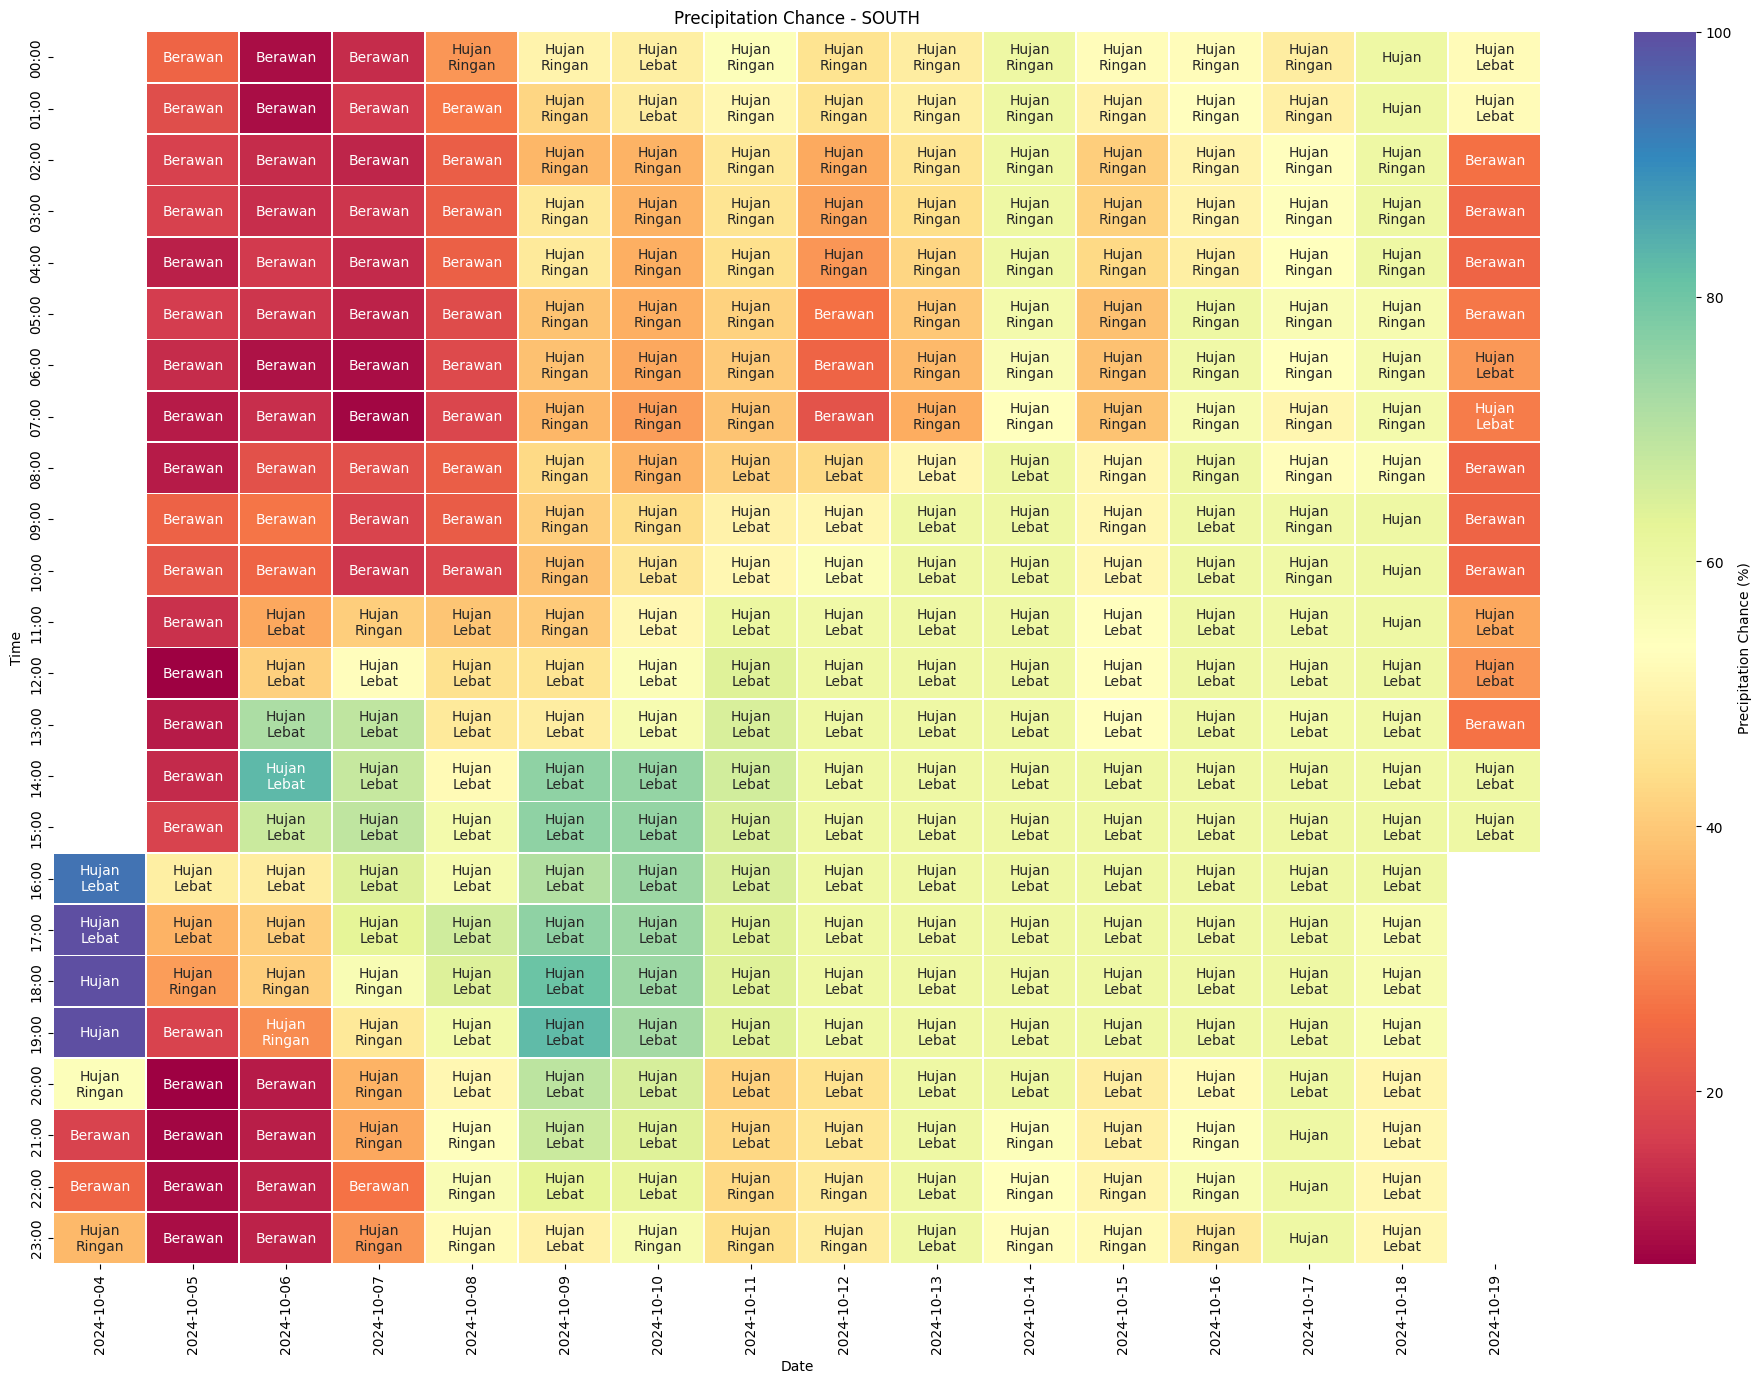 Precipitation Chance - SOUTH
00:00 Berawan Berawan Berawan Hujan Ringan Hujan Ringan Hujan Lebat Hujan Ringan Hujan Ringan Hujan Ringan Hujan Ringan Hujan Ringan Hujan Ringan Hujan Ringan Hujan Hujan Lebat
01:00 Berawan Berawan Berawan Berawan Hujan Ringan Hujan Lebat Hujan Ringan Hujan Ringan Hujan Ringan Hujan Ringan Hujan Ringan Hujan Ringan Hujan Ringan Hujan Hujan Lebat
02:00 Berawan Berawan Berawan Berawan Hujan Ringan Hujan Ringan Hujan Ringan Hujan Ringan Hujan Ringan Hujan Ringan Hujan Ringan Hujan Ringan Hujan Ringan Hujan Ringan Berawan
03:00 Berawan Berawan Berawan Berawan Hujan Ringan Hujan Ringan Hujan Ringan Hujan Ringan Hujan Ringan Hujan Ringan Hujan Ringan Hujan Ringan Hujan Ringan Hujan Ringan Berawan
04:00 Berawan Berawan Berawan Berawan Hujan Ringan Hujan Ringan Hujan Ringan Hujan Ringan Hujan Ringan Hujan Ringan Hujan Ringan Hujan Ringan Hujan Ringan Hujan Ringan Berawan
05:00 Berawan Berawan Berawan Berawan Hujan Ringan Hujan Ringan Hujan Ringan Berawan Hujan Ringan Hujan Ringan Hujan Ringan Hujan Ringan Hujan Ringan Hujan Ringan Berawan
06:00 Berawan Berawan Berawan Berawan Hujan Ringan Hujan Ringan Hujan Ringan Berawan Hujan Ringan Hujan Ringan Hujan Ringan Hujan Ringan Hujan Ringan Hujan Ringan Hujan Lebat
07:00 Berawan Berawan Berawan Berawan Hujan Ringan Hujan Ringan Hujan Ringan Berawan Hujan Ringan Hujan Ringan Hujan Ringan Hujan Ringan Hujan Ringan Hujan Ringan Hujan Lebat
08:00 Berawan Berawan Berawan Berawan Hujan Ringan Hujan Ringan Hujan Lebat Hujan Lebat Hujan Lebat Hujan Lebat Hujan Ringan Hujan Ringan Hujan Ringan Hujan Ringan Berawan
09:00 Berawan Berawan Berawan Berawan Hujan Ringan Hujan Ringan Hujan Lebat Hujan Lebat Hujan Lebat Hujan Lebat Hujan Ringan Hujan Lebat Hujan Ringan Hujan Berawan
10:00 Berawan Berawan Berawan Berawan Hujan Ringan Hujan Lebat Hujan Lebat Hujan Lebat Hujan Lebat Hujan Lebat Hujan Lebat Hujan Lebat Hujan Ringan Hujan Berawan
11:00 Berawan Hujan Lebat Hujan Ringan Hujan Lebat Hujan Ringan Hujan Lebat Hujan Lebat Hujan Lebat Hujan Lebat Hujan Lebat Hujan Lebat Hujan Lebat Hujan Lebat Hujan Hujan Lebat
12:00 Berawan Hujan Lebat Hujan Lebat Hujan Lebat Hujan Lebat Hujan Lebat Hujan Lebat Hujan Lebat Hujan Lebat Hujan Lebat Hujan Lebat Hujan Lebat Hujan Lebat Hujan Lebat Hujan Lebat
13:00 Berawan Hujan Lebat Hujan Lebat Hujan Lebat Hujan Lebat Hujan Lebat Hujan Lebat Hujan Lebat Hujan Lebat Hujan Lebat Hujan Lebat Hujan Lebat Hujan Lebat Hujan Lebat Berawan
14:00 Berawan Hujan Lebat Hujan Lebat Hujan Lebat Hujan Lebat Hujan Lebat Hujan Lebat Hujan Lebat Hujan Lebat Hujan Lebat Hujan Lebat Hujan Lebat Hujan Lebat Hujan Lebat Hujan Lebat
15:00 Berawan Hujan Lebat Hujan Lebat Hujan Lebat Hujan Lebat Hujan Lebat Hujan Lebat Hujan Lebat Hujan Lebat Hujan Lebat Hujan Lebat Hujan Lebat Hujan Lebat Hujan Lebat Hujan Lebat
16:00 Hujan Lebat Hujan Lebat Hujan Lebat Hujan Lebat Hujan Lebat Hujan Lebat Hujan Lebat Hujan Lebat Hujan Lebat Hujan Lebat Hujan Lebat Hujan Lebat Hujan Lebat Hujan Lebat Hujan Lebat
17:00 Hujan Lebat Hujan Lebat Hujan Lebat Hujan Lebat Hujan Lebat Hujan Lebat Hujan Lebat Hujan Lebat Hujan Lebat Hujan Lebat Hujan Lebat Hujan Lebat Hujan Lebat Hujan Lebat Hujan Lebat
18:00 Hujan Hujan Ringan Hujan Ringan Hujan Ringan Hujan Lebat Hujan Lebat Hujan Lebat Hujan Lebat Hujan Lebat Hujan Lebat Hujan Lebat Hujan Lebat Hujan Lebat Hujan Lebat Hujan Lebat
19:00 Hujan Berawan Hujan Ringan Hujan Ringan Hujan Lebat Hujan Lebat Hujan Lebat Hujan Lebat Hujan Lebat Hujan Lebat Hujan Lebat Hujan Lebat Hujan Lebat Hujan Lebat Hujan Lebat
20:00 Hujan Ringan Berawan Berawan Hujan Ringan Hujan Lebat Hujan Lebat Hujan Lebat Hujan Lebat Hujan Lebat Hujan Lebat Hujan Lebat Hujan Lebat Hujan Lebat Hujan Lebat Hujan Lebat
21:00 Berawan Berawan Berawan Hujan Ringan Hujan Ringan Hujan Lebat Hujan Lebat Hujan Lebat Hujan Lebat Hujan Lebat Hujan Ringan Hujan Lebat Hujan Ringan Hujan Hujan Lebat
22:00 Berawan Berawan Berawan Berawan Hujan Ringan Hujan Lebat Hujan Lebat Hujan Ringan Hujan Ringan Hujan Lebat Hujan Ringan Hujan Ringan Hujan Ringan Hujan Hujan Lebat
23:00 Hujan Ringan Berawan Berawan Hujan Ringan Hujan Ringan Hujan Lebat Hujan Ringan Hujan Ringan Hujan Ringan Hujan Lebat Hujan Ringan Hujan Ringan Hujan Ringan Hujan Hujan Lebat
Time
2024-10-04 2024-10-05 2024-10-06 2024-10-07 2024-10-08 2024-10-09 2024-10-10 2024-10-11 2024-10-12 2024-10-13 2024-10-14 2024-10-15 2024-10-16 2024-10-17 2024-10-18 2024-10-19
Date
100
80
60
40
20
Precipitation Chance (%)